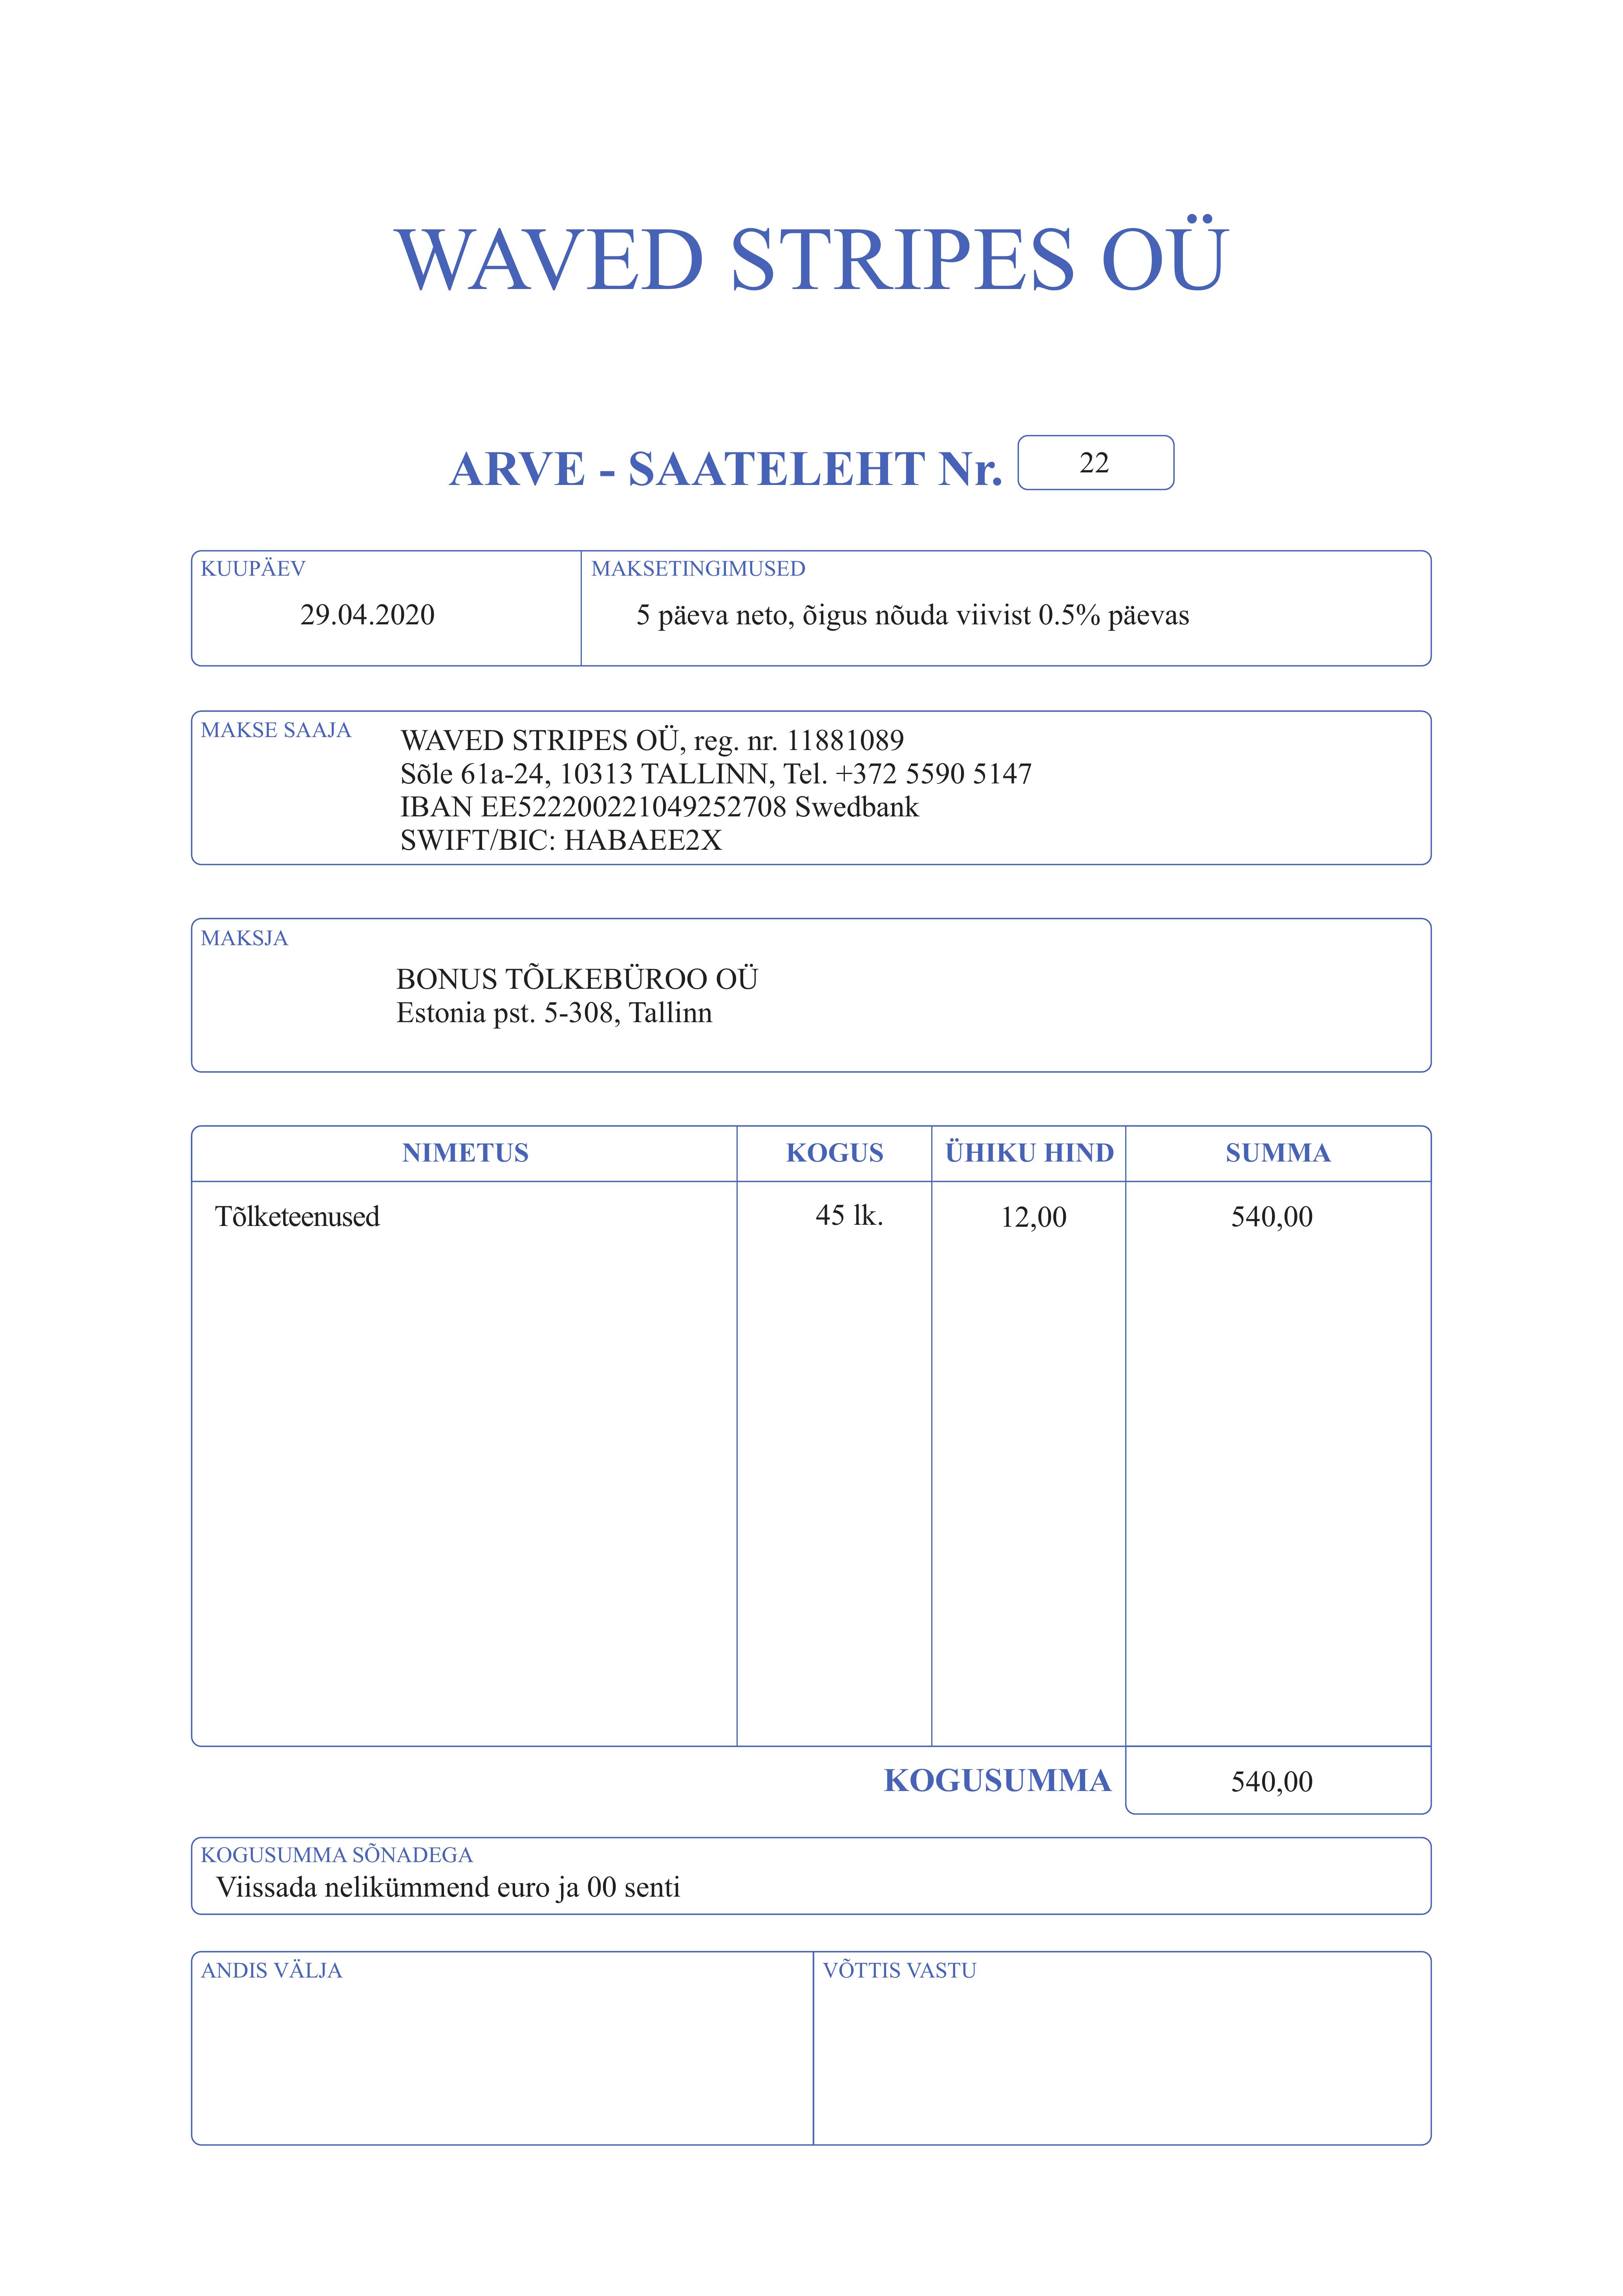 WAVED STRIPES OÜ
ARVE - SAATELEHT Nr. 22
KUUPÄEV
29.04.2020
MAKSETINGIMUSED
5 päeva neto, õigus nõuda viivist 0.5% päevas
MAKSE SAAJA
WAVED STRIPES OÜ, reg. nr. 11881089
Sõle 61a-24, 10313 TALLINN, Tel. +372 5590 5147
IBAN EE522200221049252708 Swedbank
SWIFT/BIC: HABAEE2X
MAKSJA
BONUS TÕLKEBÜROO OÜ
Estonia pst. 5-308, Tallinn
NIMETUS KOGUS ÜHIKU HIND SUMMA
Tõlketeenused 45 lk. 12,00 540,00
KOGUSUMMA 540,00
KOGUSUMMA SÕNADEGA
Viissada nelikümmend euro ja 00 senti
ANDIS VÄLJA
VÕTTIS VASTU